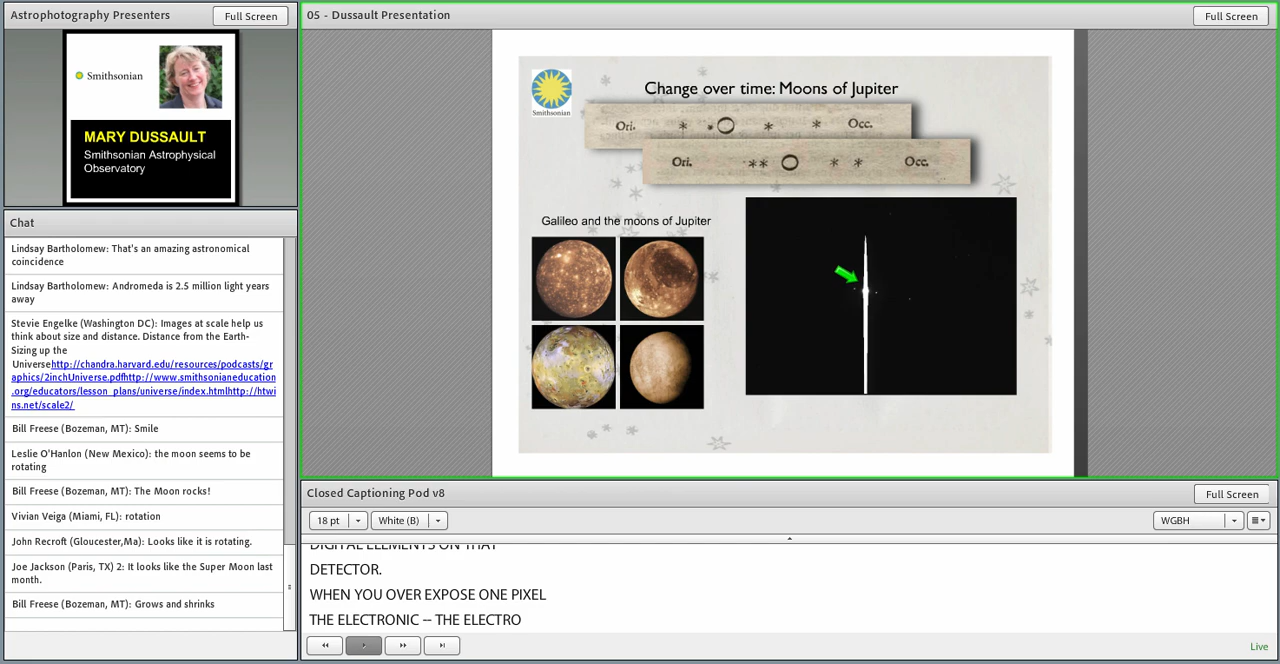 Astrophotography Presenters
Full Screen
Smithsonian
MARY DUSSAULT
Smithsonian Astrophysical
Observatory
Chat
Lindsay Bartholomew: That's an amazing astronomical
coincidence
Lindsay Bartholomew: Andromeda is 2.5 million light years
away
Stevie Engelke (Washington DC): Images at scale help us
think about size and distance. Distance from the Earth-
Sizing up the
Universehttp://chandra.harvard.edu/resources/podcasts/gr
aphics/2inchUniverse.pdfhttp://www.smithsonianeducation
.org/educators/lesson_plans/universe/index.htmlhttp://htwi
ns.net/scale2/
Bill Freese (Bozeman, MT): Smile
Leslie O'Hanlon (New Mexico): the moon seems to be
rotating
Bill Freese (Bozeman, MT): The Moon rocks!
Vivian Veiga (Miami, FL): rotation
John Recroft (Gloucester,Ma): Looks like it is rotating.
Joe Jackson (Paris, TX) 2: It looks like the Super Moon last
month.
Bill Freese (Bozeman, MT): Grows and shrinks
05 - Dussault Presentation
Full Screen
Smithsonian
Change over time: Moons of Jupiter
Ori. * * O * * Occ.
Ori. ** O * * Occ.
Galileo and the moons of Jupiter
Closed Captioning Pod v8
Full Screen
18 pt
White (B)
WGBH
DIGITAL ELEMENTS ON THAT
DETECTOR.
WHEN YOU OVER EXPOSE ONE PIXEL
THE ELECTRONIC -- THE ELECTRO
Live